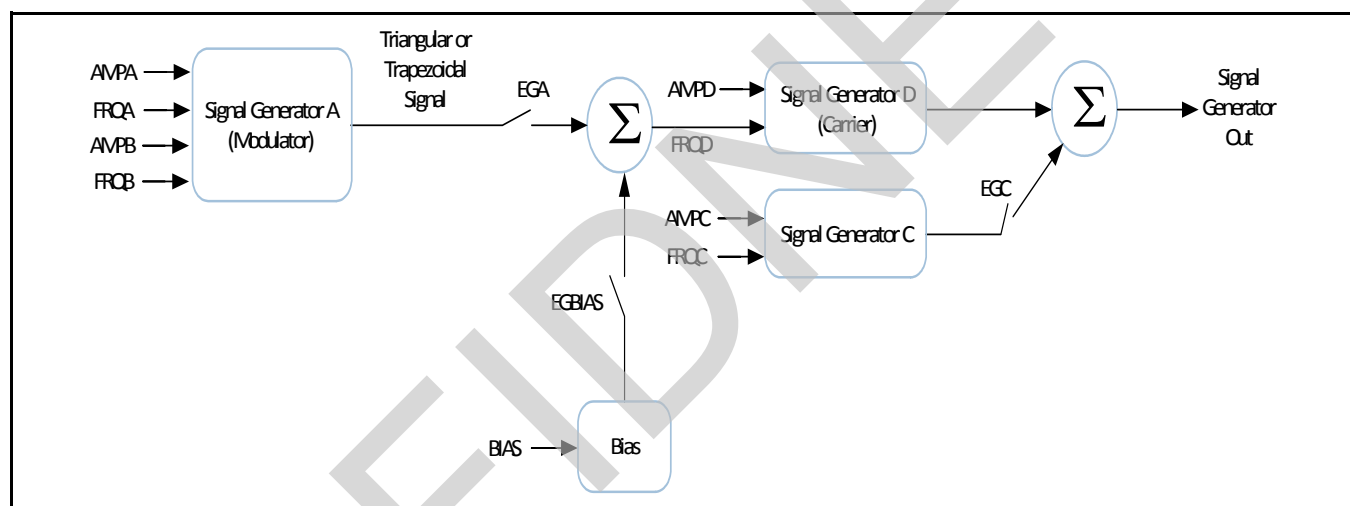 AMPA
FRQA
AMPB
FRQB
Signal Generator A
(Modulator)
Triangular or
Trapezoidal
Signal
EGA
Σ
AMPD
FRQD
Signal Generator D
(Carrier)
Σ
Signal
Generator
Out
AMPC
FRQC
Signal Generator C
EGC
EGBIAS
BIAS
Bias
FIDNE